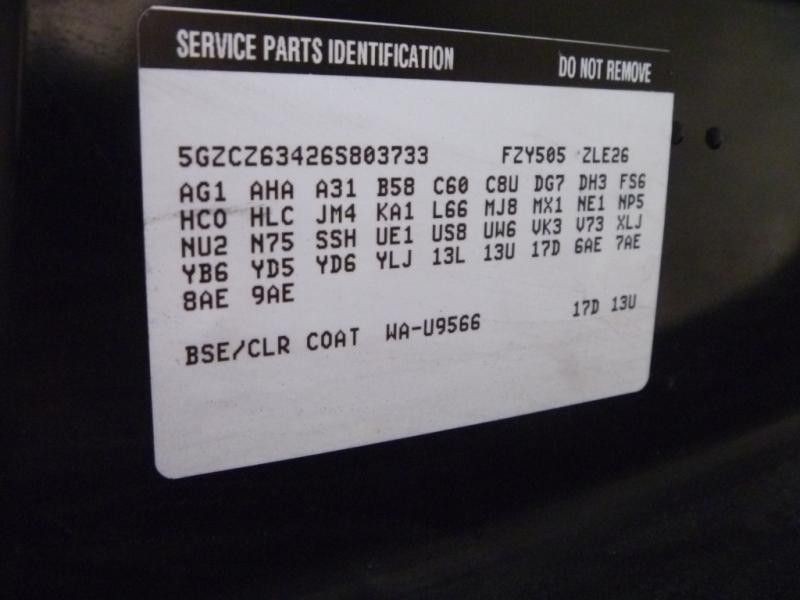 SERVICE PARTS IDENTIFICATION DO NOT REMOVE
5GZCZ63426S803733 FZY505 ZLE26
AG1 AHA A31 B58 C60 C8U DG7 DH3 FS6
HC0 HLC JM4 KA1 L66 MJ8 MX1 NE1 NP5
NU2 N75 SSH UE1 US8 UW6 VK3 V73 XLJ
YB6 YD5 YD6 YLJ 13L 13U 17D 6AE 7AE
8AE 9AE
17D 13U
BSE/CLR COAT WA-U9566